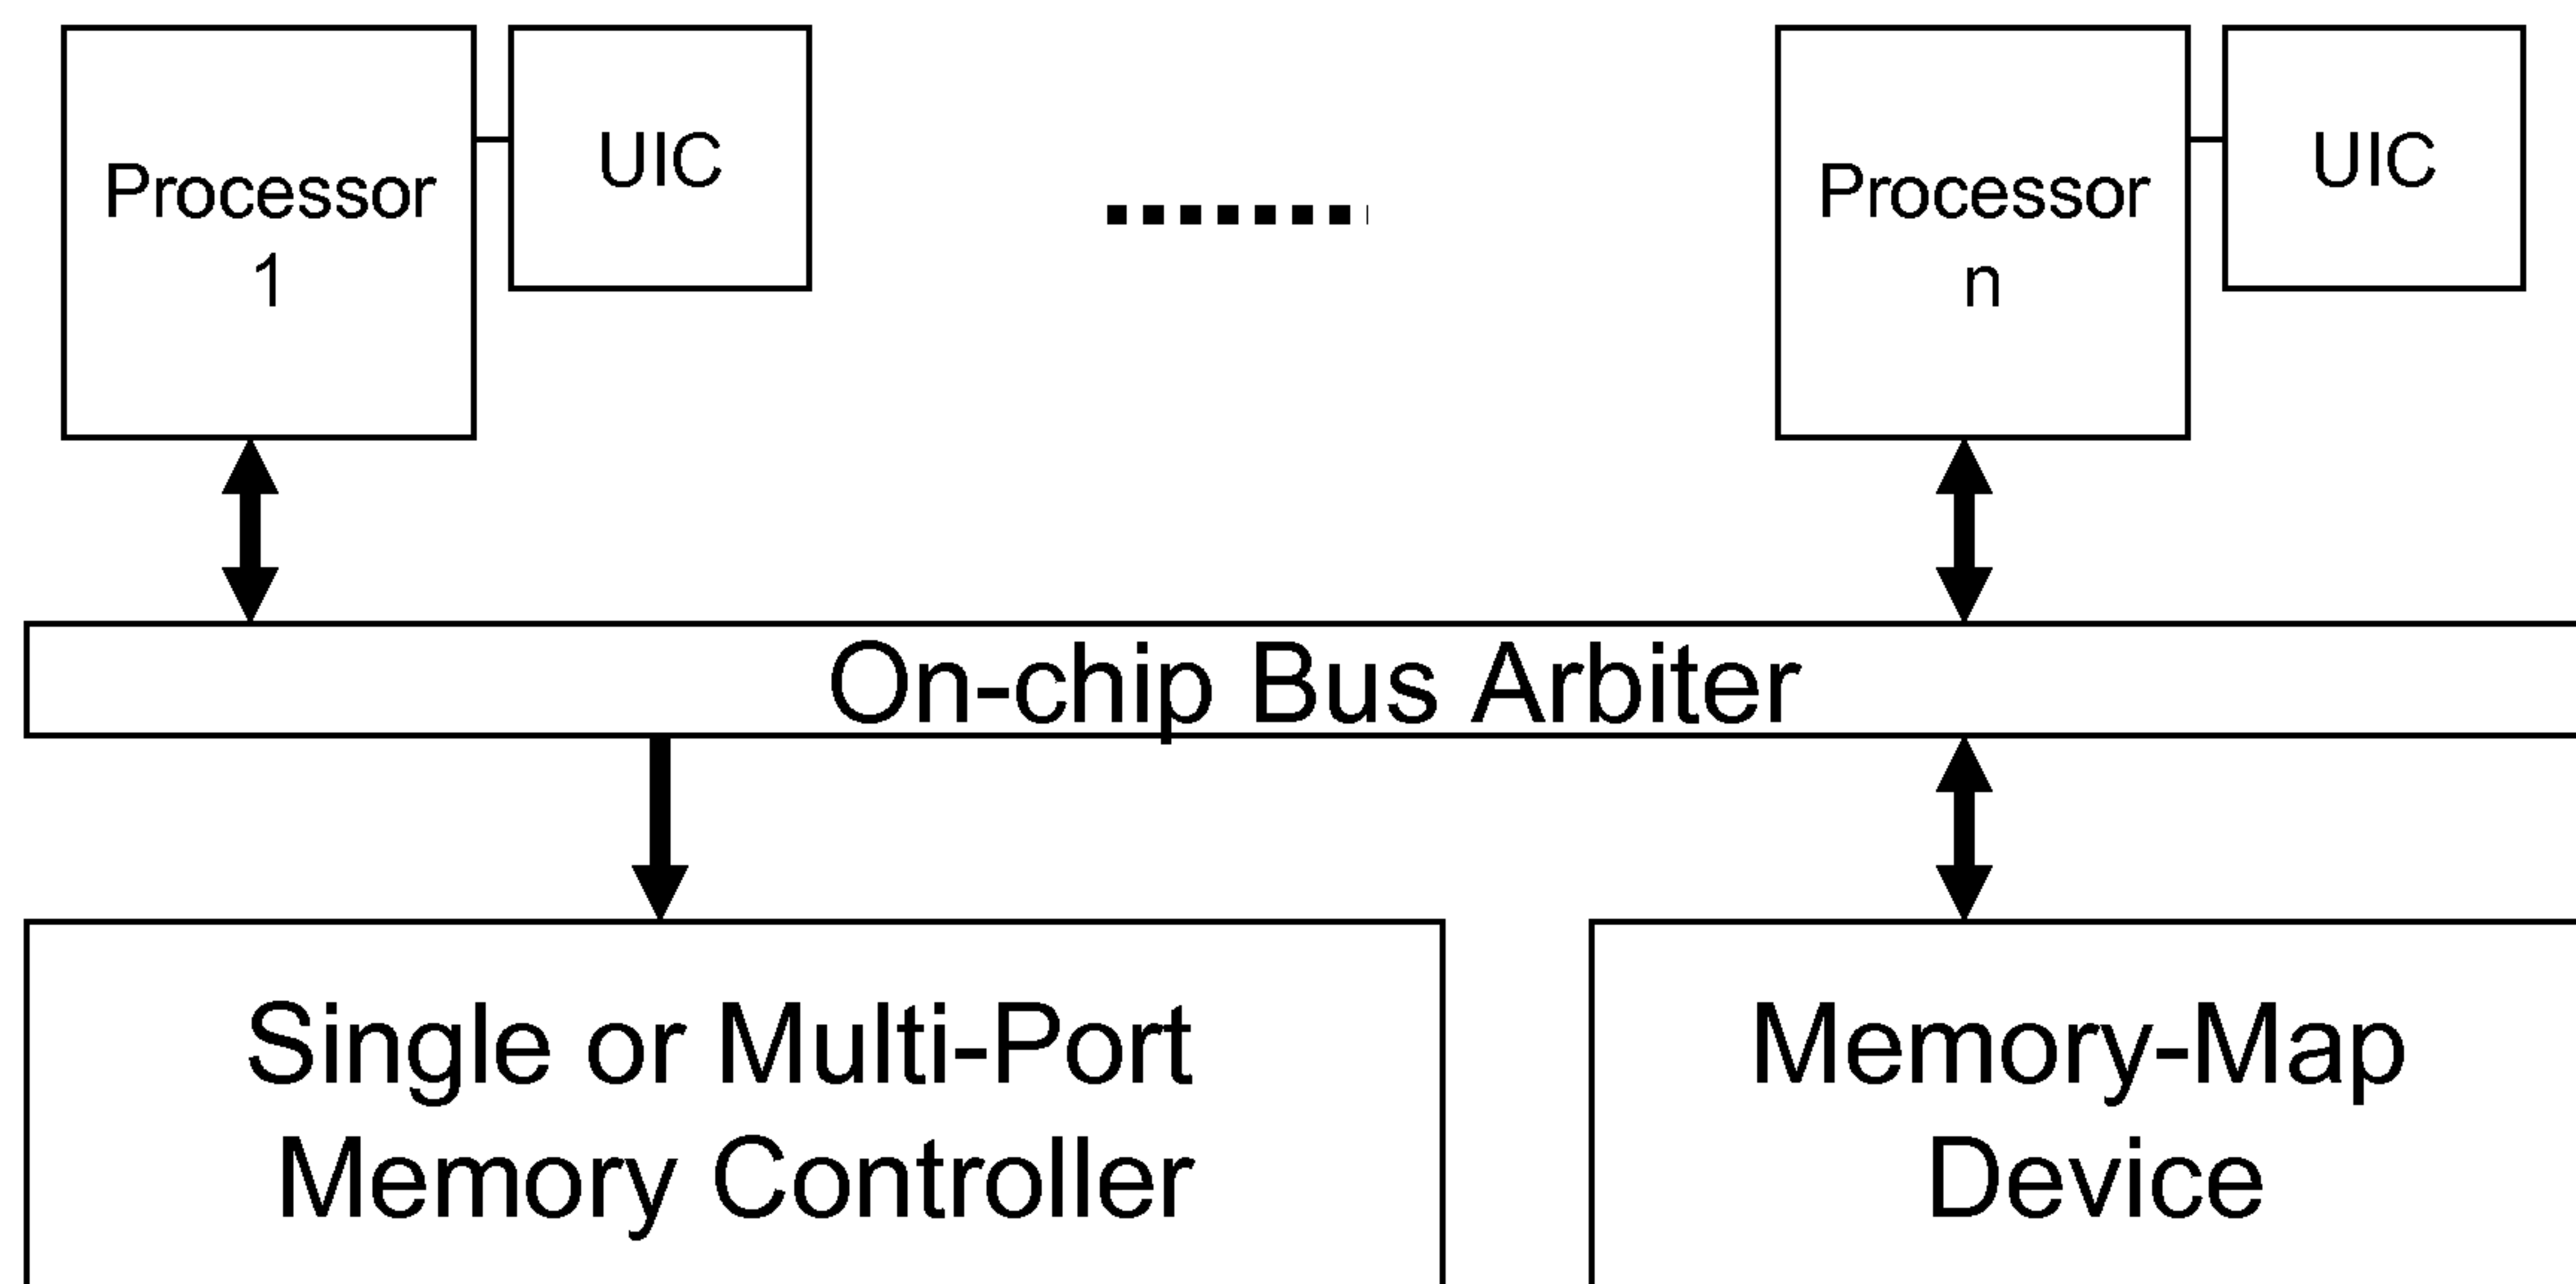 Processor
1
UIC
Processor
n
UIC
On-chip Bus Arbiter
Single or Multi-Port
Memory Controller
Memory-Map
Device